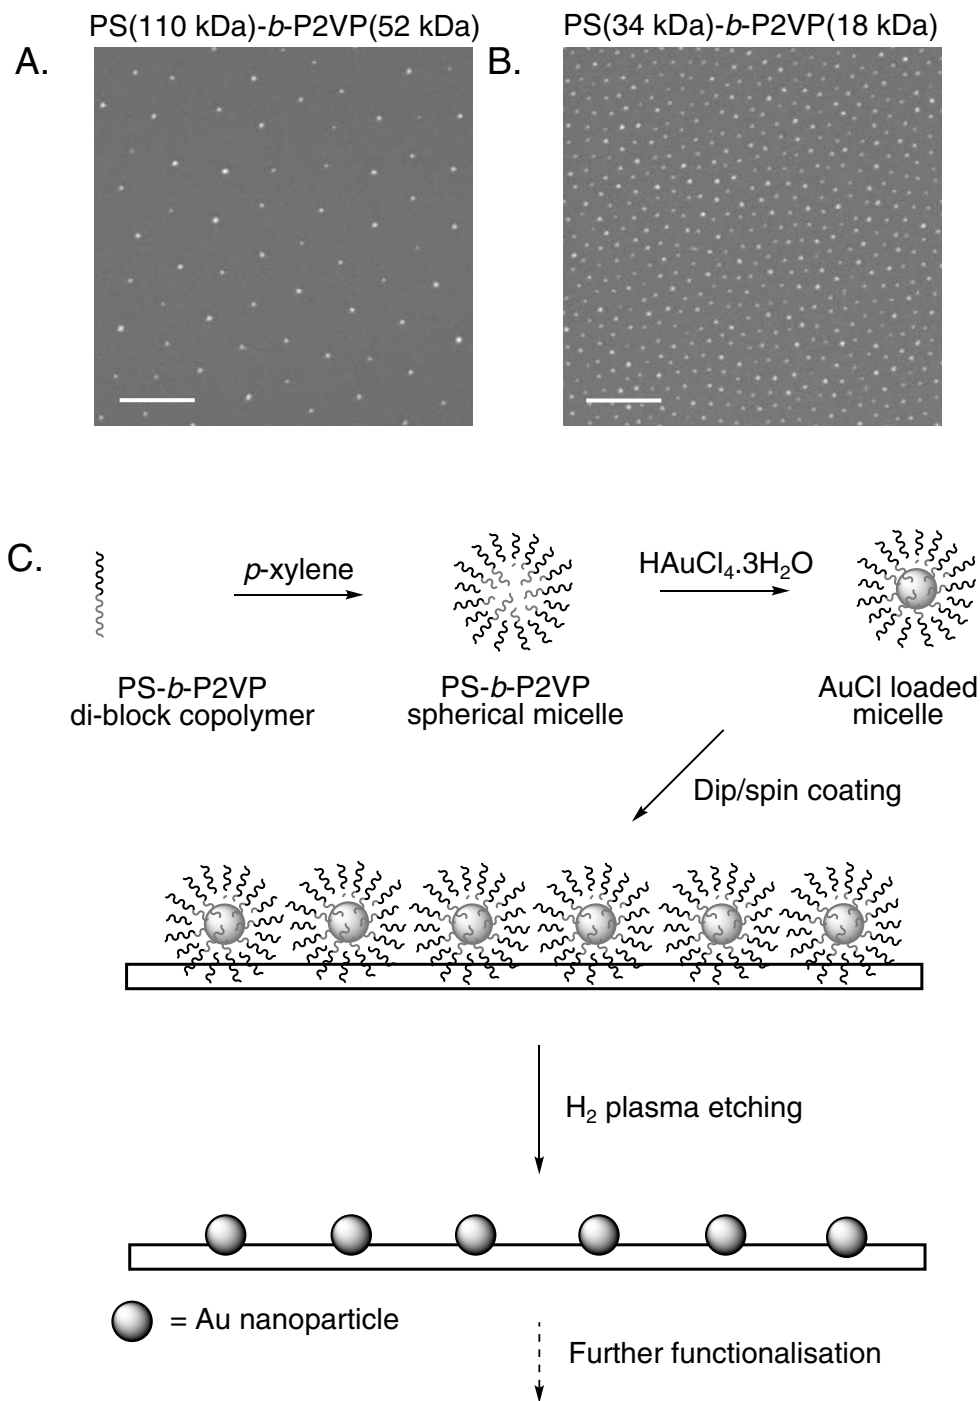 PS(110 kDa)-b-P2VP(52 kDa)
PS(34 kDa)-b-P2VP(18 kDa)
A.
B.
C.
p-xylene
HAuCl4.3H2O
PS-b-P2VP
di-block copolymer
PS-b-P2VP
spherical micelle
AuCl loaded
micelle
Dip/spin coating
H2 plasma etching
= Au nanoparticle
Further functionalisation